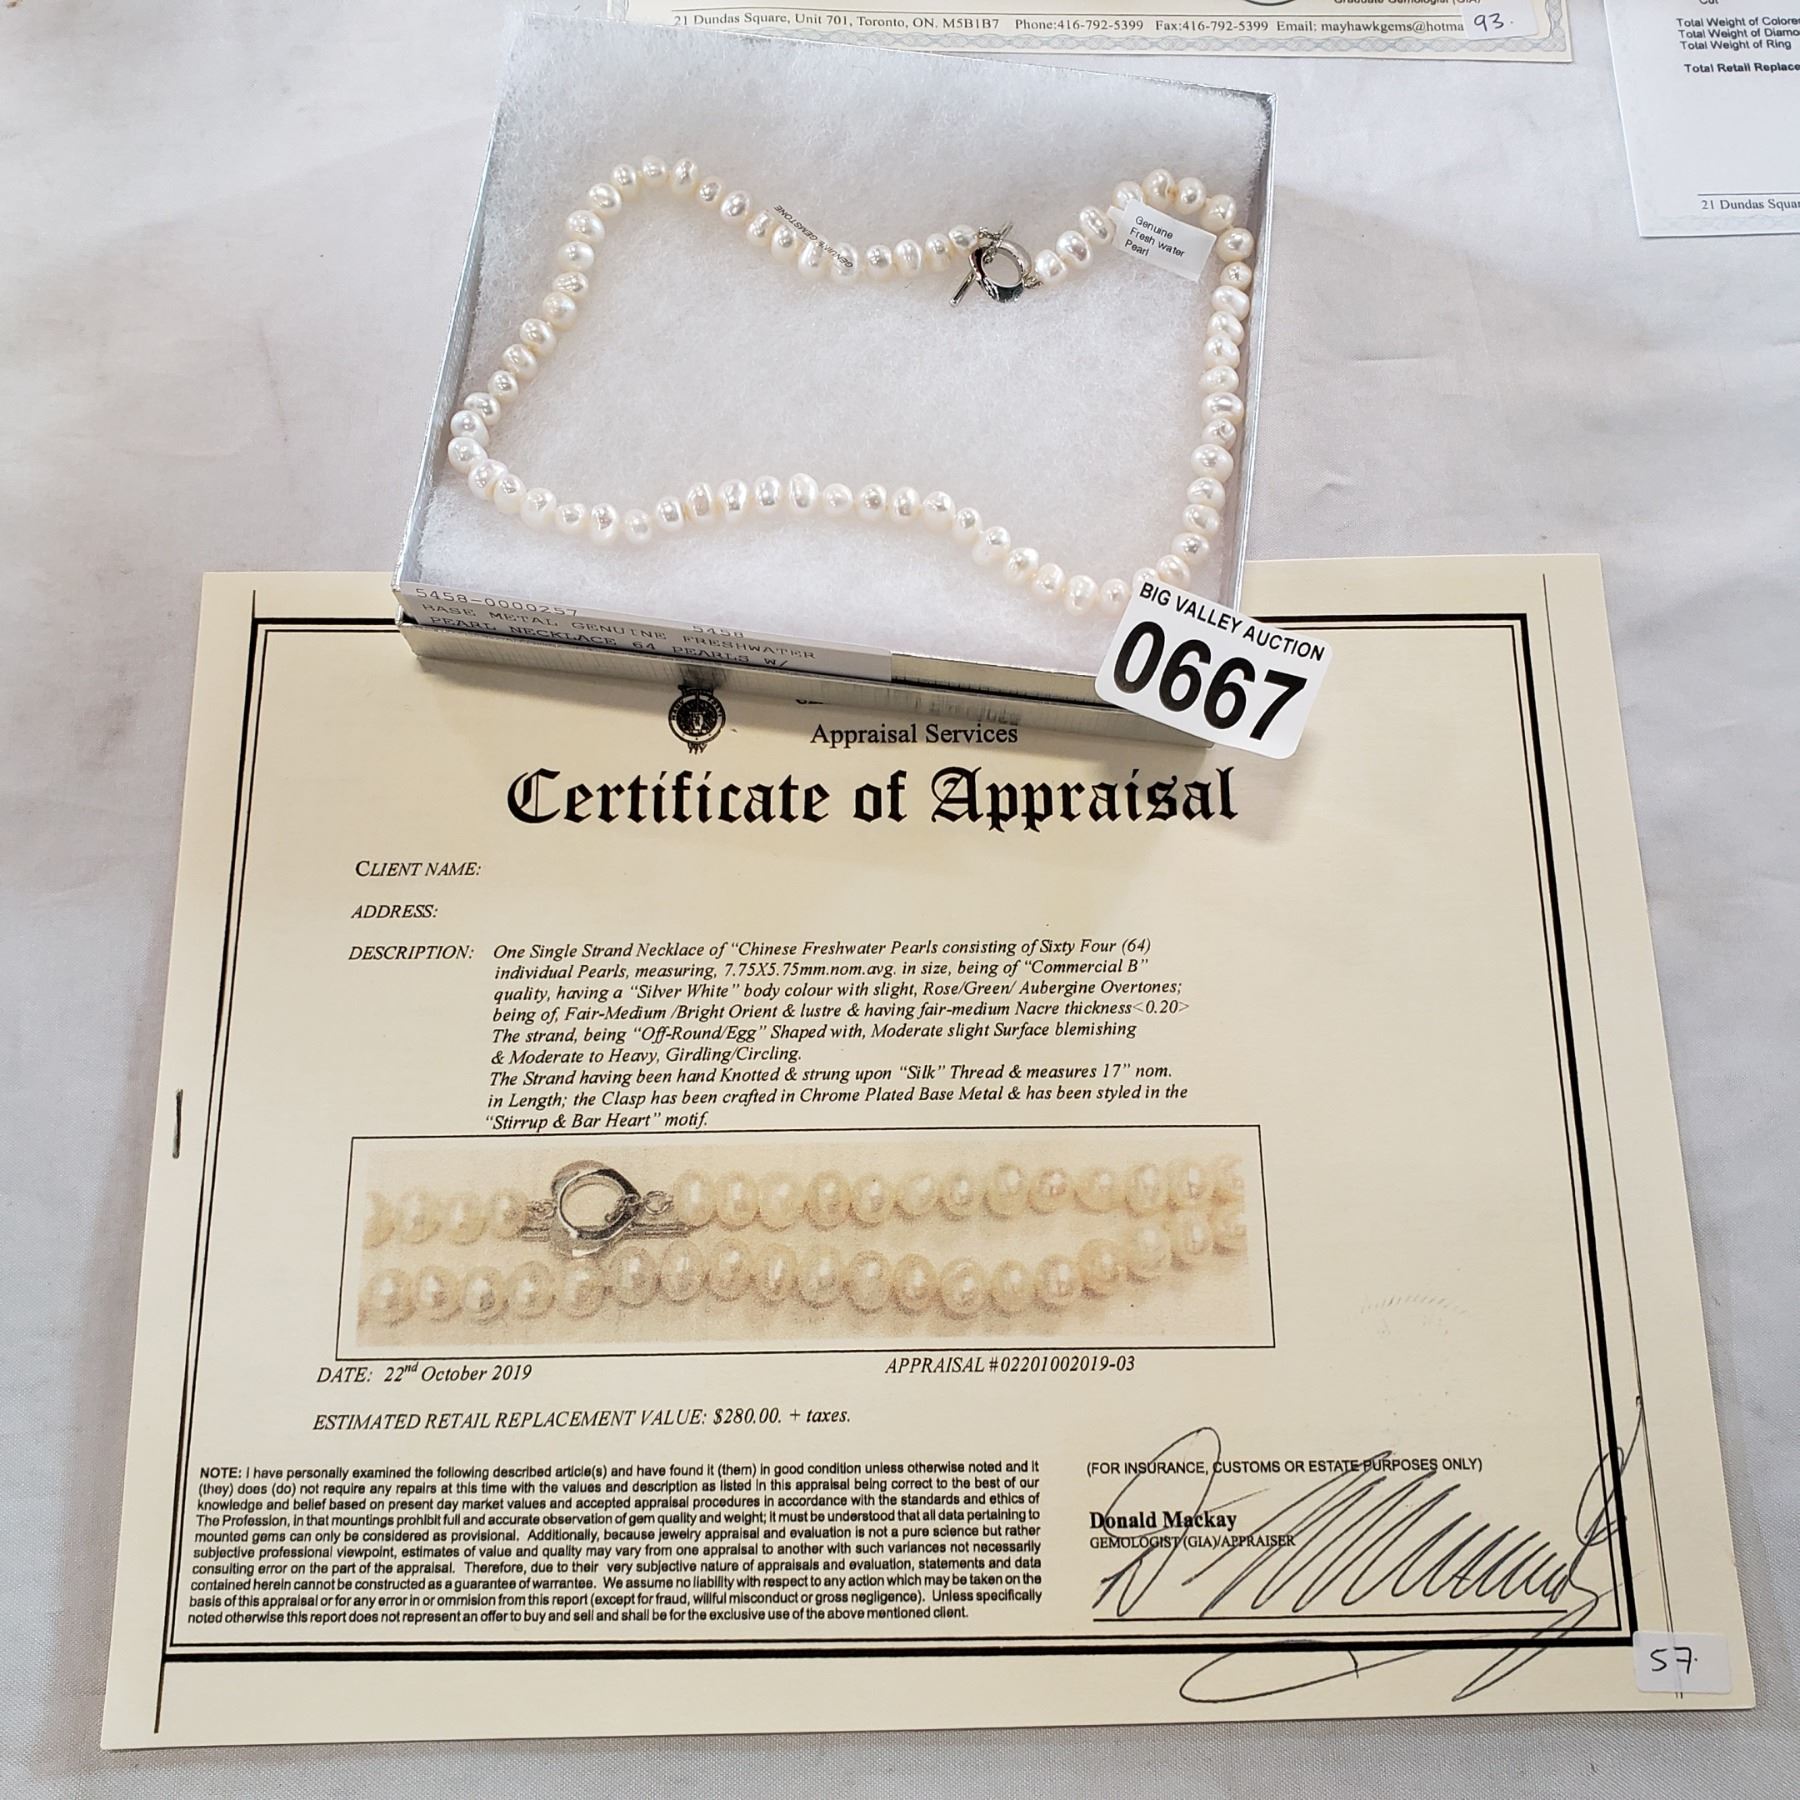 21 Dundas Square, Unit 701, Toronto, ON. M5B1B7 Phone:416-792-5399 Fax:416-792-5399 Email: mayhawkgems@hotma
93.
Total Weight of Colore
Total Weight of Diamo
Total Weight of Ring
Total Retail Replace
21 Dundas Squar
GENUINE GEMSTONE
Genuine
Fresh water
Pearl
5458-0000257 5458
BASE METAL GENUINE FRESHWATER
PEARL NECKLACE 64 PEARLS W/
BIG VALLEY AUCTION
0667
Appraisal Services
Certificate of Appraisal
CLIENT NAME:
ADDRESS:
DESCRIPTION: One Single Strand Necklace of "Chinese Freshwater Pearls consisting of Sixty Four (64)
individual Pearls, measuring, 7.75X5.75mm.nom.avg. in size, being of "Commercial B"
quality, having a "Silver White" body colour with slight, Rose/Green/ Aubergine Overtones;
being of, Fair-Medium /Bright Orient & lustre & having fair-medium Nacre thickness<0.20>
The strand, being "Off-Round/Egg" Shaped with, Moderate slight Surface blemishing
& Moderate to Heavy, Girdling/Circling.
The Strand having been hand Knotted & strung upon "Silk" Thread & measures 17" nom.
in Length; the Clasp has been crafted in Chrome Plated Base Metal & has been styled in the
"Stirrup & Bar Heart" motif.
DATE: 22nd October 2019 APPRAISAL #02201002019-03
ESTIMATED RETAIL REPLACEMENT VALUE: $280.00. + taxes.
NOTE: I have personally examined the following described article(s) and have found it (them) in good condition unless otherwise noted and it
(they) does (do) not require any repairs at this time with the values and description as listed in this appraisal being correct to the best of our
knowledge and belief based on present day market values and accepted appraisal procedures in accordance with the standards and ethics of
The Profession, in that mountings prohibit full and accurate observation of gem quality and weight; it must be understood that all data pertaining to
mounted gems can only be considered as provisional. Additionally, because jewelry appraisal and evaluation is not a pure science but rather
subjective professional viewpoint, estimates of value and quality may vary from one appraisal to another with such variances not necessarily
consulting error on the part of the appraisal. Therefore, due to their very subjective nature of appraisals and evaluation, statements and data
contained herein cannot be constructed as a guarantee of warrantee. We assume no liability with respect to any action which may be taken on the
basis of this appraisal or for any error in or ommision from this report (except for fraud, willful misconduct or gross negligence). Unless specifically
noted otherwise this report does not represent an offer to buy and sell and shall be for the exclusive use of the above mentioned client.
(FOR INSURANCE, CUSTOMS OR ESTATE PURPOSES ONLY)
Donald Mackay
GEMOLOGIST (GIA)/APPRAISER
57.